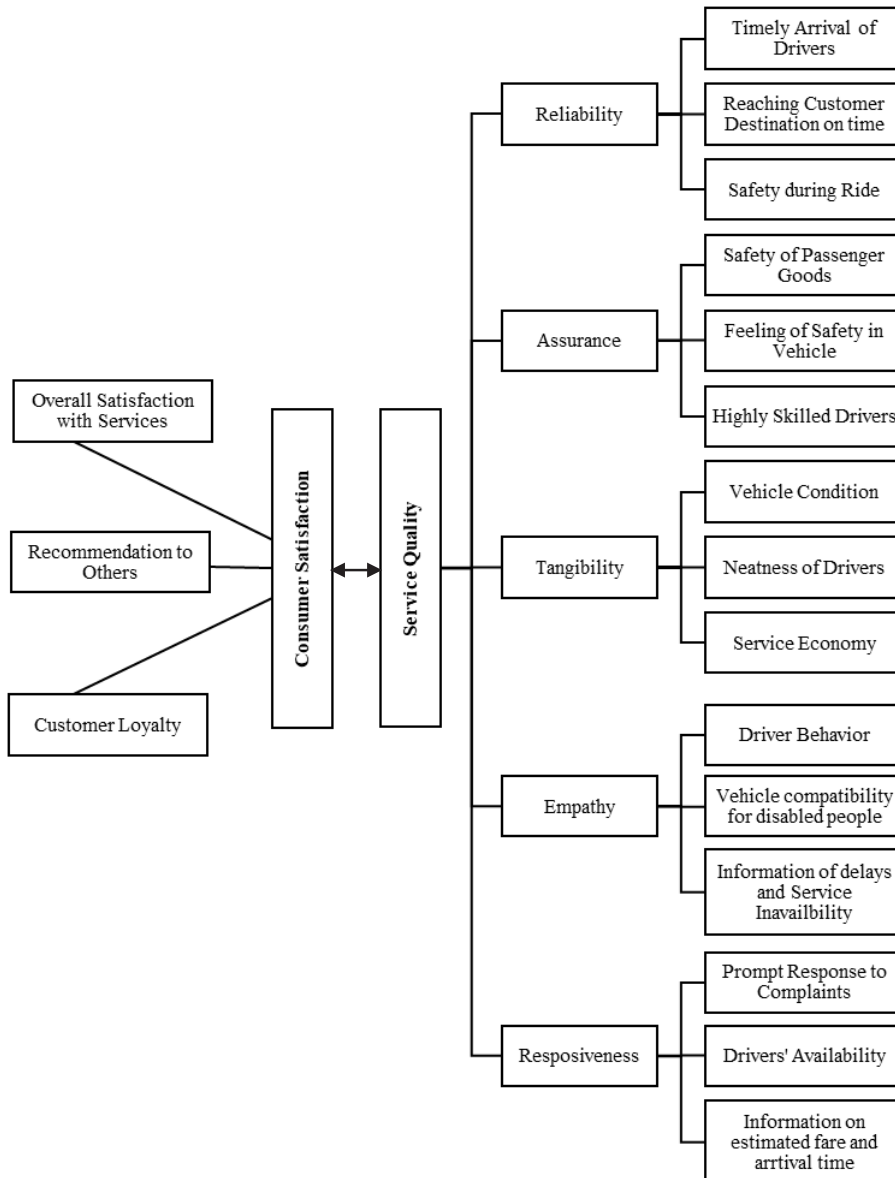 Overall Satisfaction
with Services
Recommendation to
Others
Customer Loyalty
Consumer Satisfaction
Service Quality
Reliability
Timely Arrival of
Drivers
Reaching Customer
Destination on time
Safety during Ride
Assurance
Safety of Passenger
Goods
Feeling of Safety in
Vehicle
Highly Skilled Drivers
Tangibility
Vehicle Condition
Neatness of Drivers
Service Economy
Empathy
Driver Behavior
Vehicle compatibility
for disabled people
Information of delays
and Service
Inavailbility
Resposiveness
Prompt Response to
Complaints
Drivers' Availability
Information on
estimated fare and
arrtival time